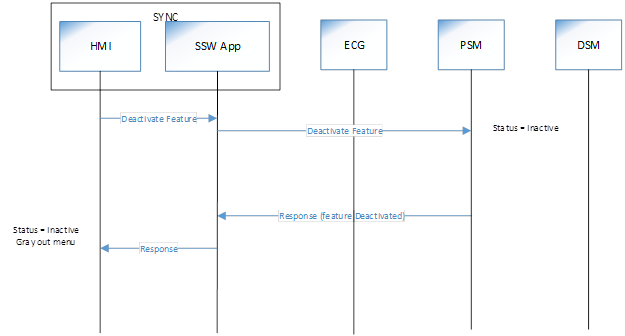 SYNC
HMI
SSW App
ECG
PSM
DSM
Deactivate Feature
Deactivate Feature
Status = Inactive
Response (feature Deactivated)
Status = Inactive
Gray out menu
Response